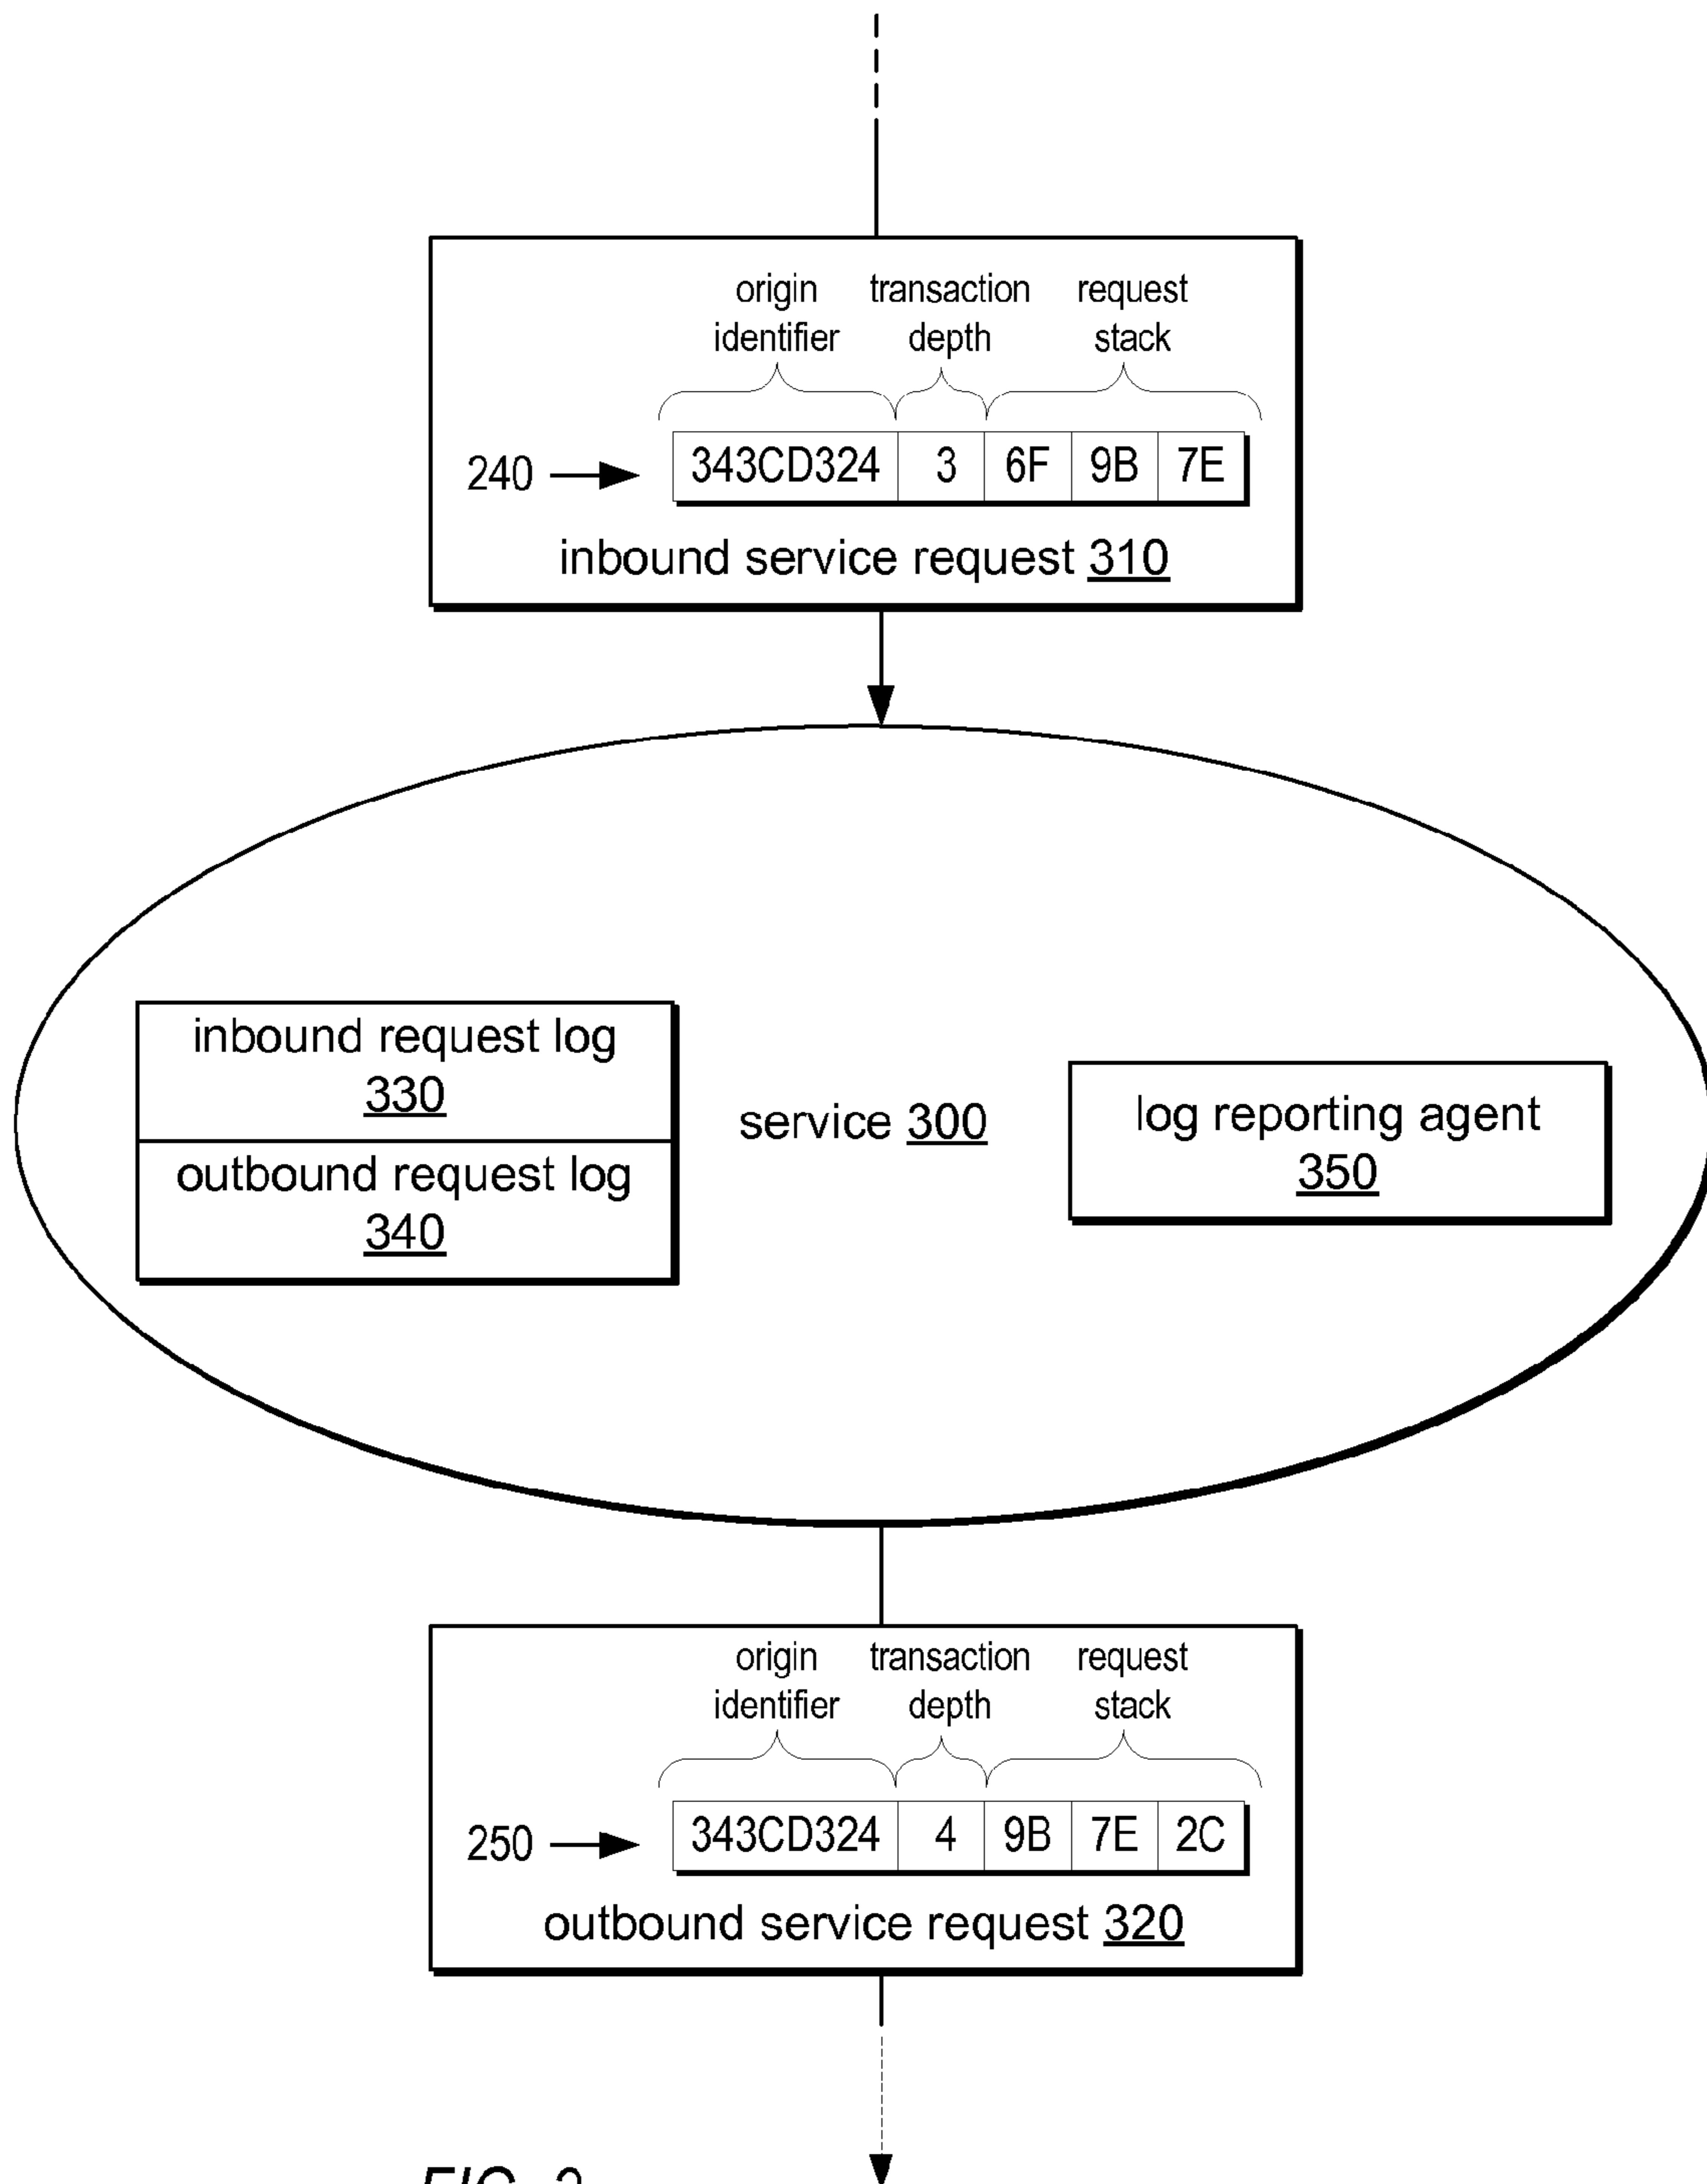 origin transaction request
identifier depth stack
240 343CD324 3 6F 9B 7E
inbound service request 310
inbound request log
330
outbound request log
340
service 300
log reporting agent
350
origin transaction request
identifier depth stack
250 343CD324 4 9B 7E 2C
outbound service request 320